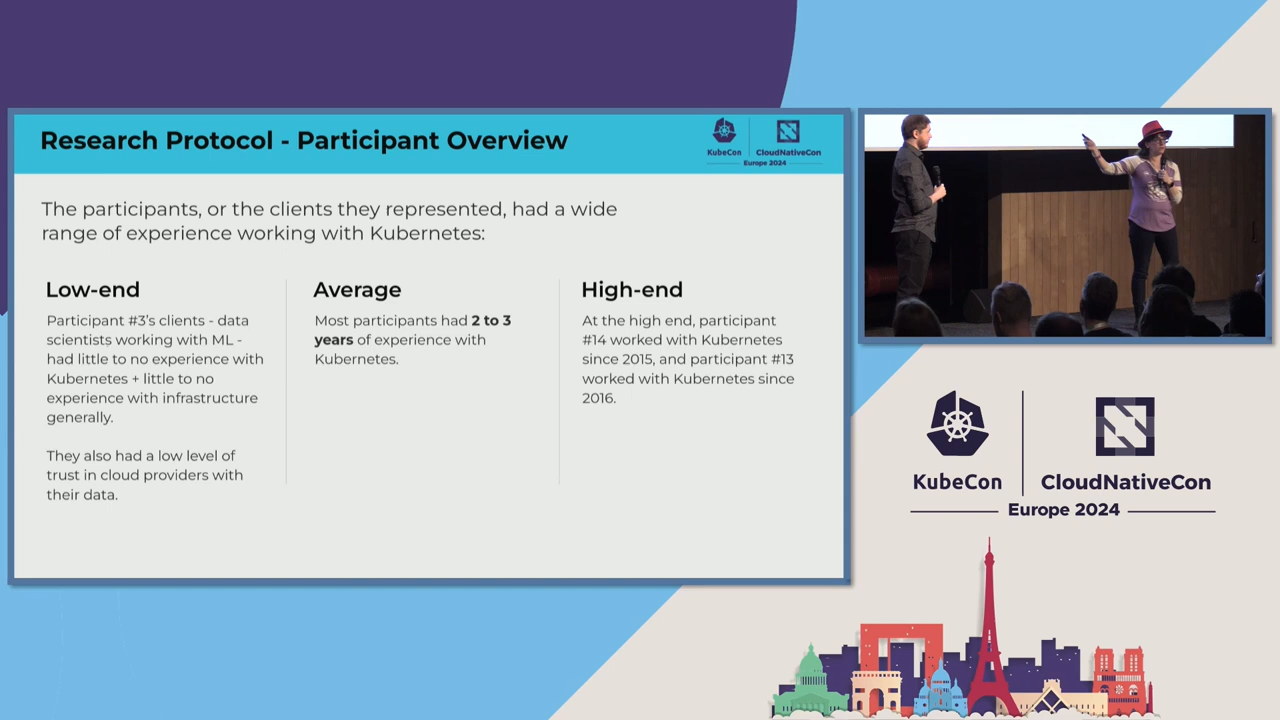 Research Protocol - Participant Overview
KubeCon
CloudNativeCon
Europe 2024
The participants, or the clients they represented, had a wide
range of experience working with Kubernetes:
Low-end
Participant #3's clients - data
scientists working with ML -
had little to no experience with
Kubernetes + little to no
experience with infrastructure
generally.
They also had a low level of
trust in cloud providers with
their data.
Average
Most participants had 2 to 3
years of experience with
Kubernetes.
High-end
At the high end, participant
#14 worked with Kubernetes
since 2015, and participant #13
worked with Kubernetes since
2016.
KubeCon
CloudNativeCon
Europe 2024